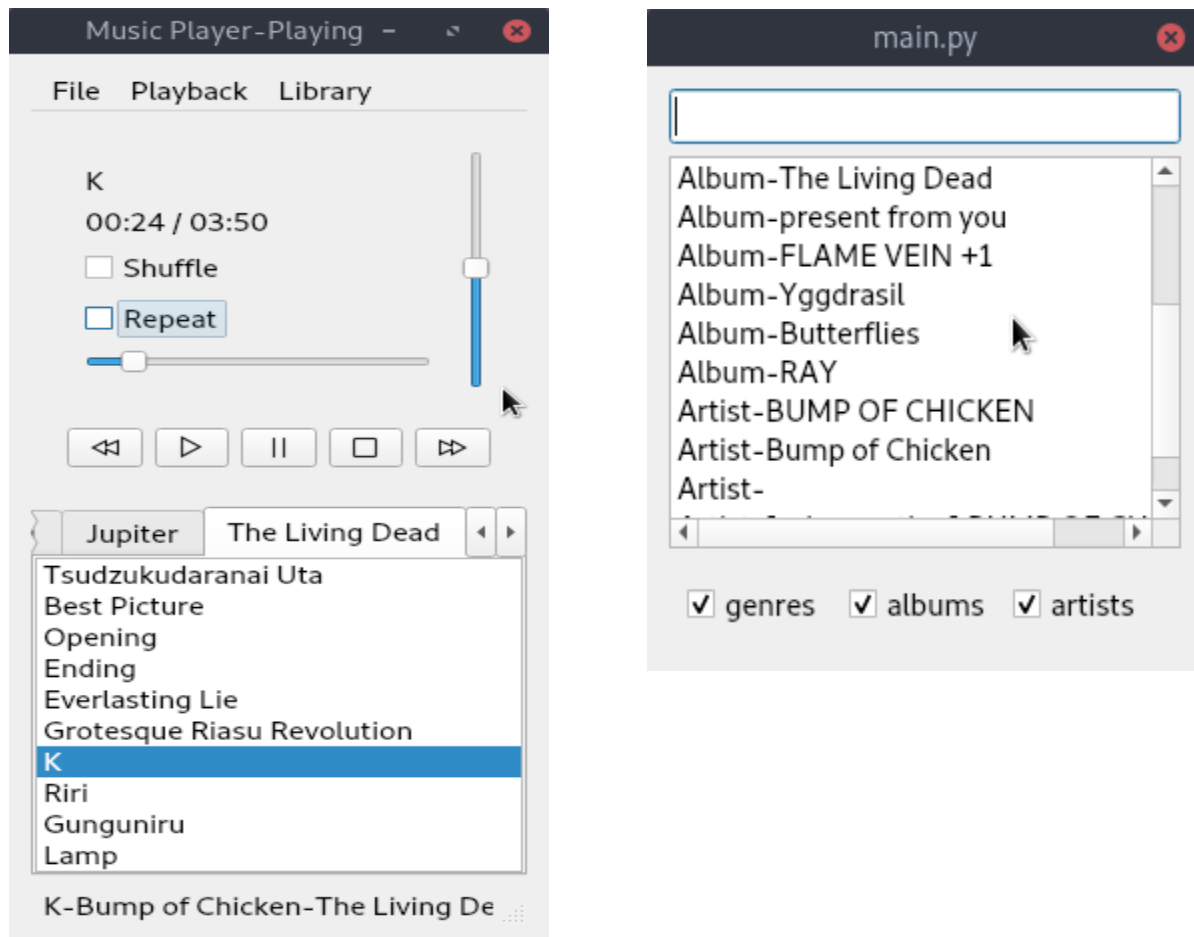 Music Player-Playing
File Playback Library
K
00:24 / 03:50
Shuffle
Repeat
Jupiter The Living Dead
Tsudzukudaranai Uta
Best Picture
Opening
Ending
Everlasting Lie
Grotesque Riasu Revolution
K
Riri
Gunguniru
Lamp
K-Bump of Chicken-The Living De
main.py
Album-The Living Dead
Album-present from you
Album-FLAME VEIN +1
Album-Yggdrasil
Album-Butterflies
Album-RAY
Artist-BUMP OF CHICKEN
Artist-Bump of Chicken
Artist-
genres albums artists